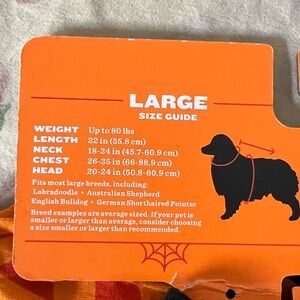 LARGE
SIZE GUIDE
WEIGHT Up to 80 lbs
LENGTH 22 in (55.8 cm)
NECK 18-24 in (45.7-60.9 cm)
CHEST 26-35 in (66-88.9 cm)
HEAD 20-24 in (50.8-60.9 cm)
Fits most large breeds, including:
Labradoodle • Australian Shepherd
English Bulldog • German Shorthaired Pointer
Breed examples are average sized. If your pet is
smaller or larger than average, consider choosing
a size smaller or larger than recommended.